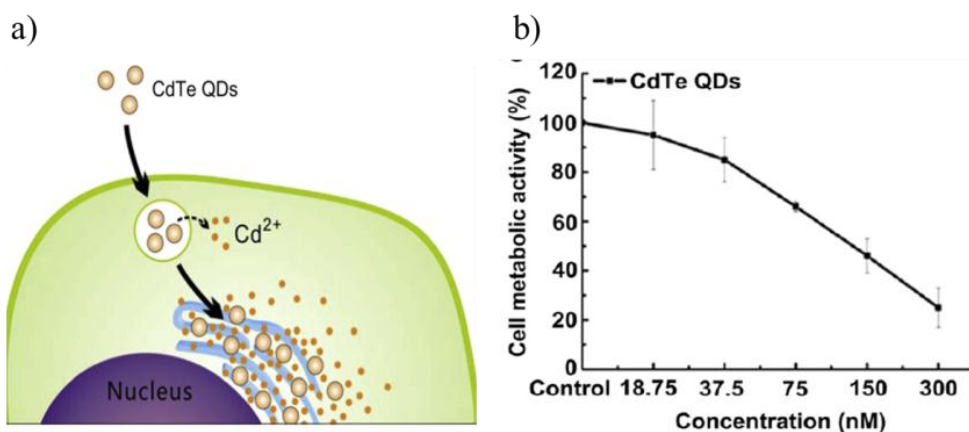 a)
CdTe QDs
Cd²⁺
Nucleus
b)
CdTe QDs
Cell metabolic activity (%)
120
100
80
60
40
20
0
Control 18.75 37.5 75 150 300
Concentration (nM)